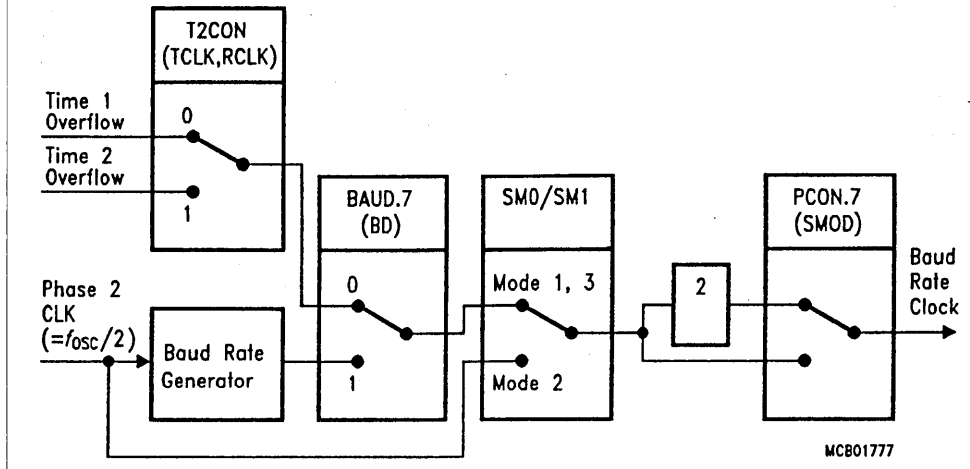 T2CON
(TCLK,RCLK)
Time 1
Overflow
0
Time 2
Overflow
1
BAUD.7
(BD)
SM0/SM1
PCON.7
(SMOD)
Phase 2
CLK
(=fOSC/2)
Baud Rate
Generator
0
1
Mode 1, 3
Mode 2
2
Baud
Rate
Clock
MCB01777